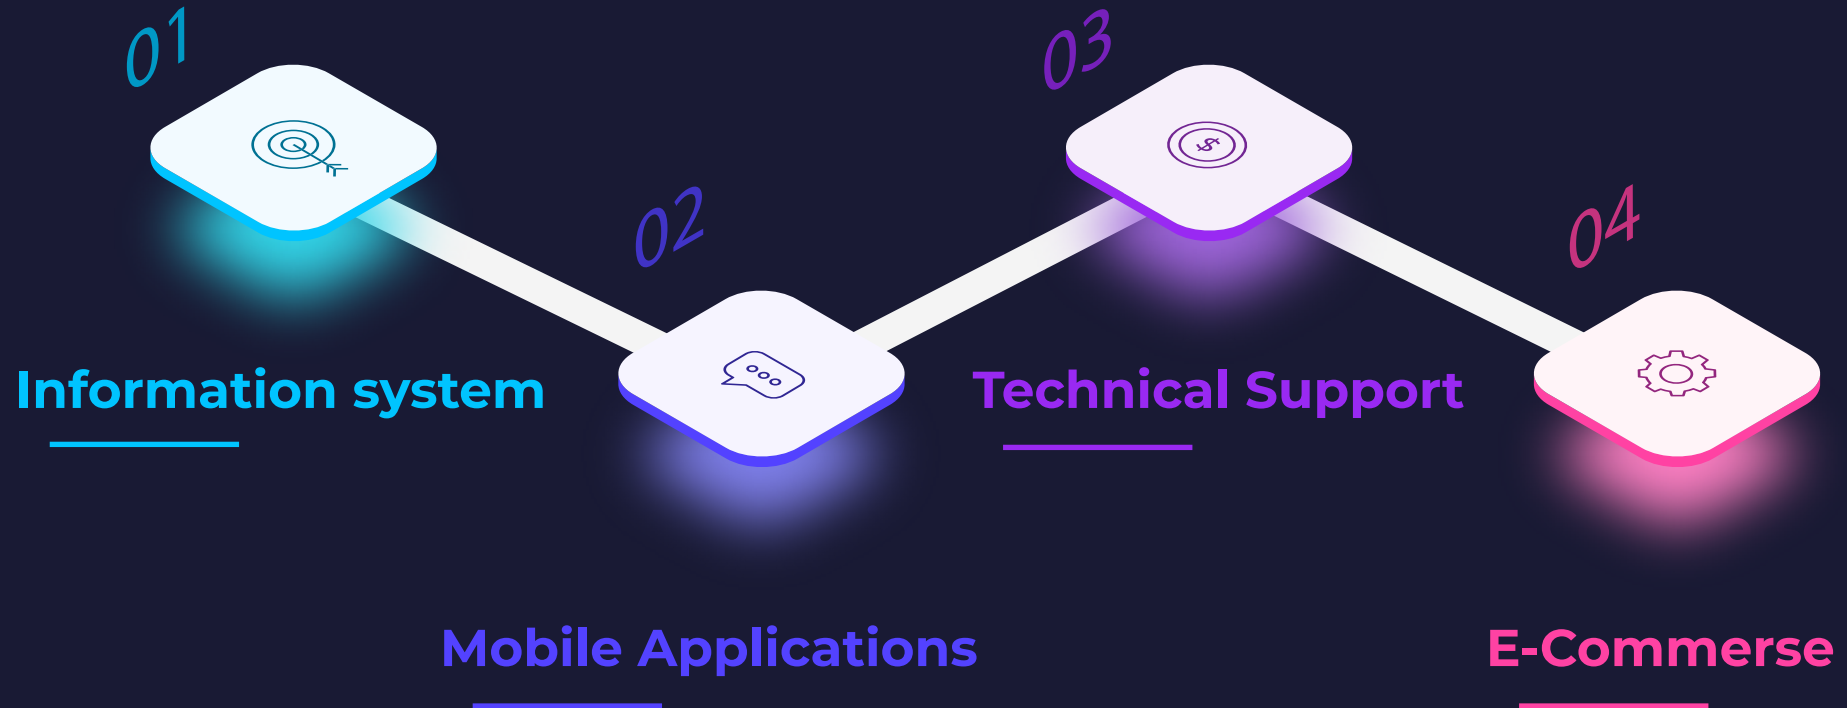 01
Information system
02
Mobile Applications
03
Technical Support
04
E-Commerse